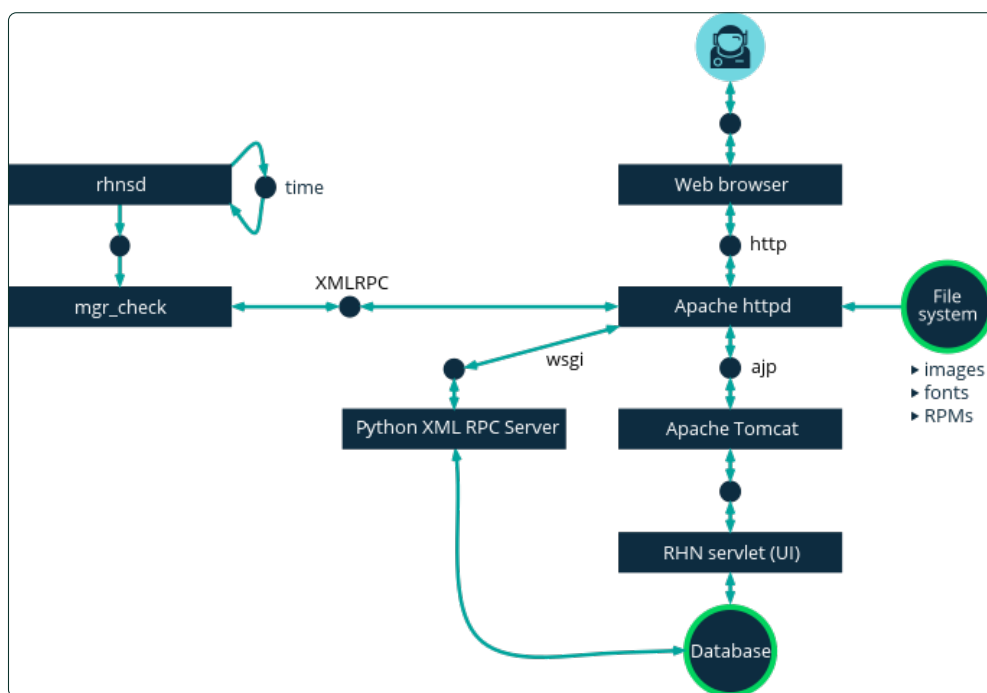 rhnsd
time
Web browser
http
XMLRPC
mgr_check
Apache httpd
File
system
wsgi
ajp
▸ images
▸ fonts
▸ RPMs
Python XML RPC Server
Apache Tomcat
RHN servlet (UI)
Database